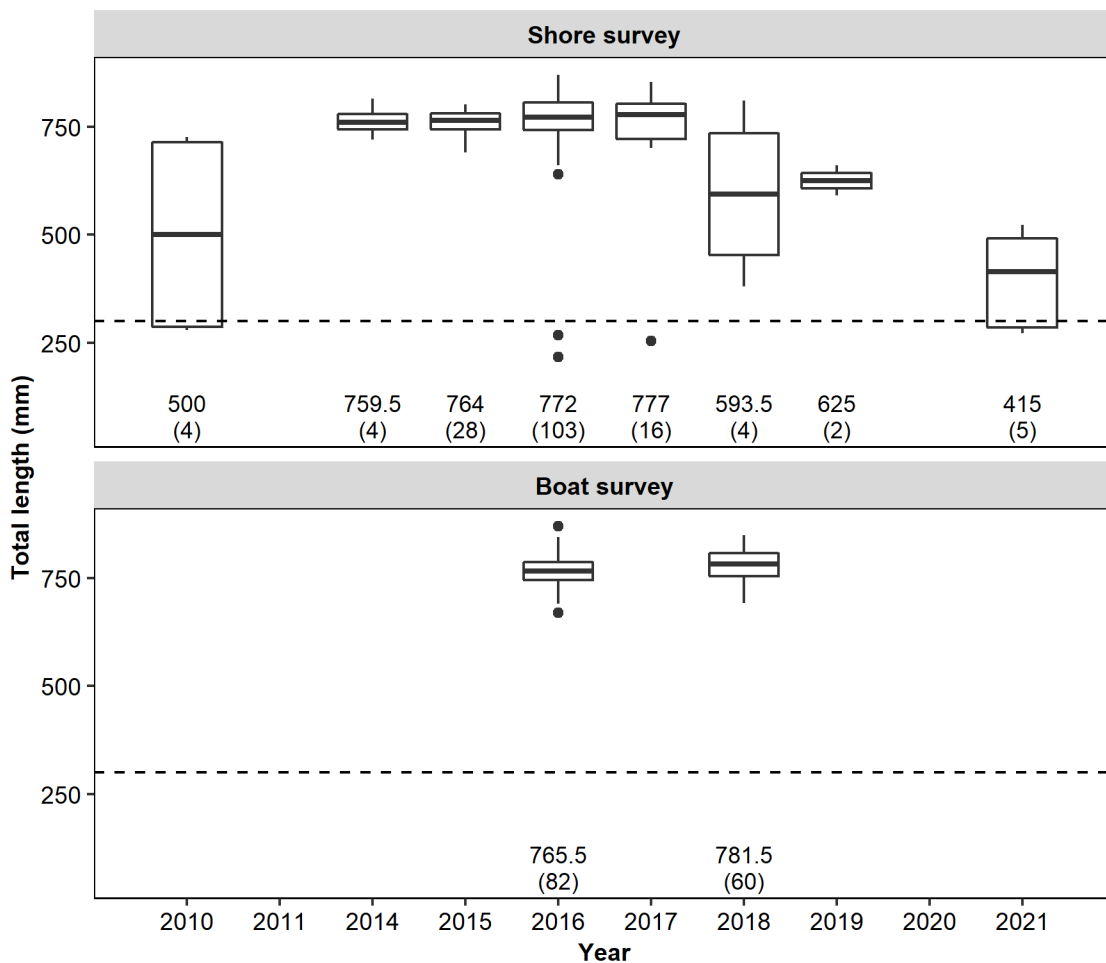 Shore survey
750
500
250
500 759.5 764 772 777 593.5 625 415
(4) (4) (28) (103) (16) (4) (2) (5)
Total length (mm)
Boat survey
750
500
250
765.5 781.5
(82) (60)
2010 2011 2014 2015 2016 2017 2018 2019 2020 2021
Year